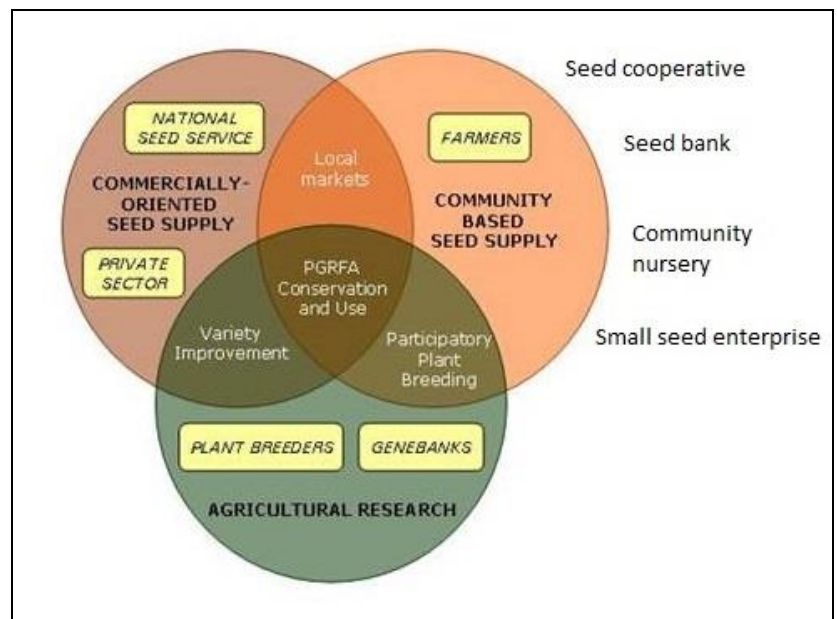 NATIONAL
SEED SERVICE
COMMERCIALLY-
ORIENTED
SEED SUPPLY
PRIVATE
SECTOR
Local
markets
FARMERS
COMMUNITY
BASED
SEED SUPPLY
PGRFA
Conservation
and Use
Variety
Improvement
Participatory
Plant
Breeding
PLANT BREEDERS
GENEBANKS
AGRICULTURAL RESEARCH
Seed cooperative
Seed bank
Community
nursery
Small seed enterprise